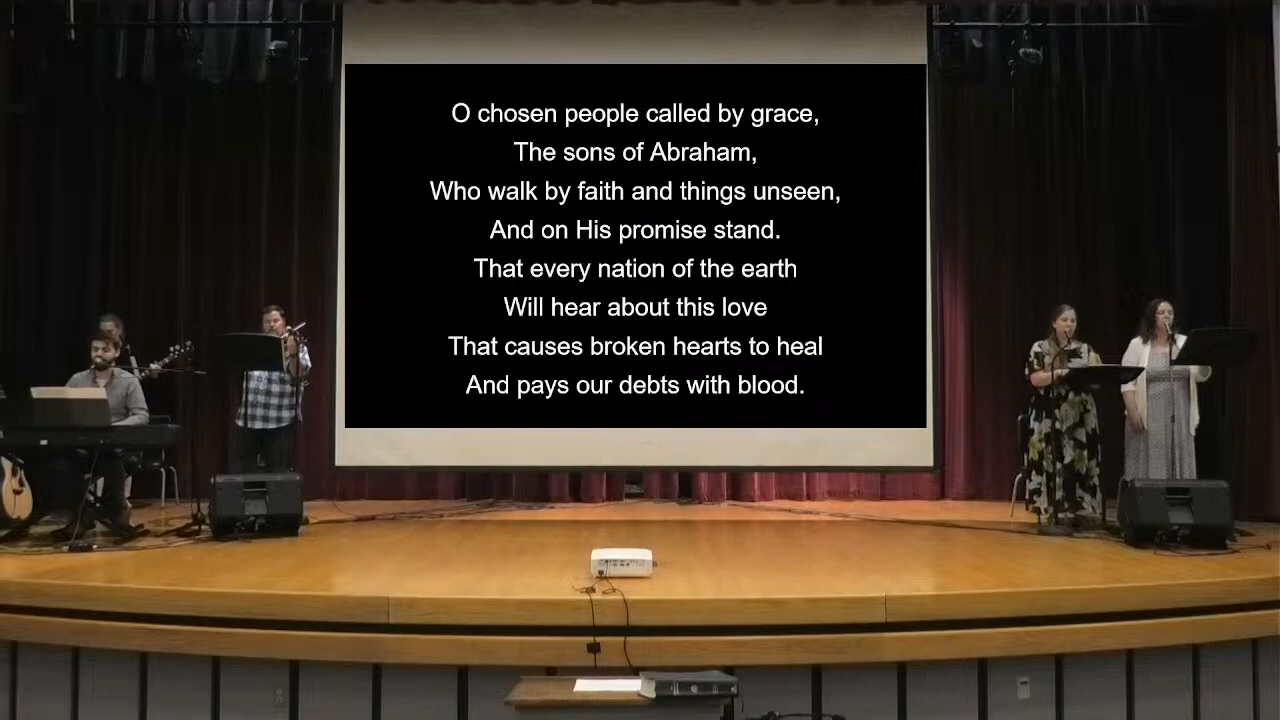 O chosen people called by grace,
The sons of Abraham,
Who walk by faith and things unseen,
And on His promise stand.
That every nation of the earth
Will hear about this love
That causes broken hearts to heal
And pays our debts with blood.